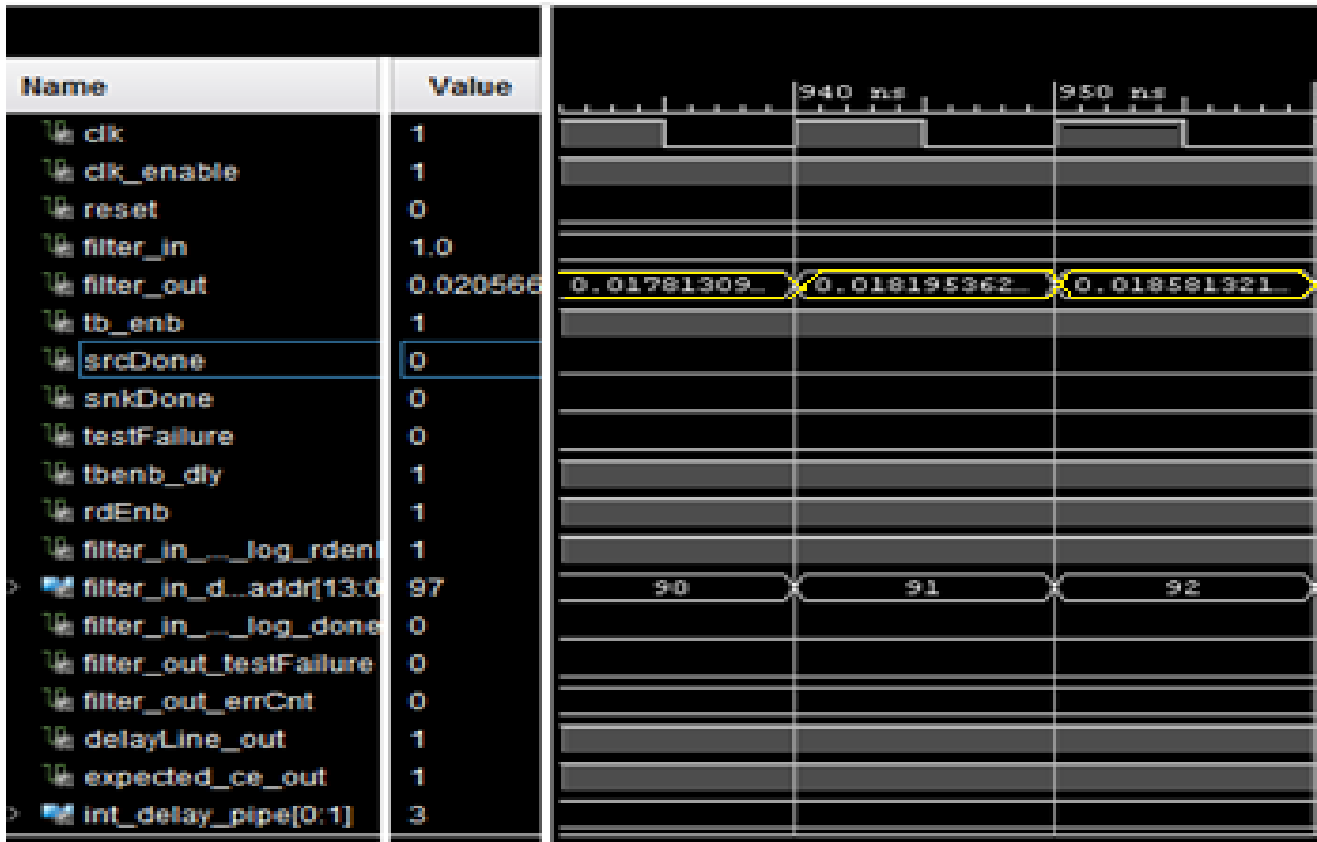 Name Value
940 ns 950 ns
clk 1
clk_enable 1
reset 0
filter_in 1.0
filter_out 0.020566 0.01781309… 0.018195362… 0.018581321…
tb_enb 1
srcDone 0
snkDone 0
testFailure 0
tbenb_dly 1
rdEnb 1
filter_in_..._log_rdenl 1
filter_in_d...addr[13:0 97 90 91 92
filter_in_..._log_done 0
filter_out_testFailure 0
filter_out_errCnt 0
delayLine_out 1
expected_ce_out 1
int_delay_pipe[0:1] 3